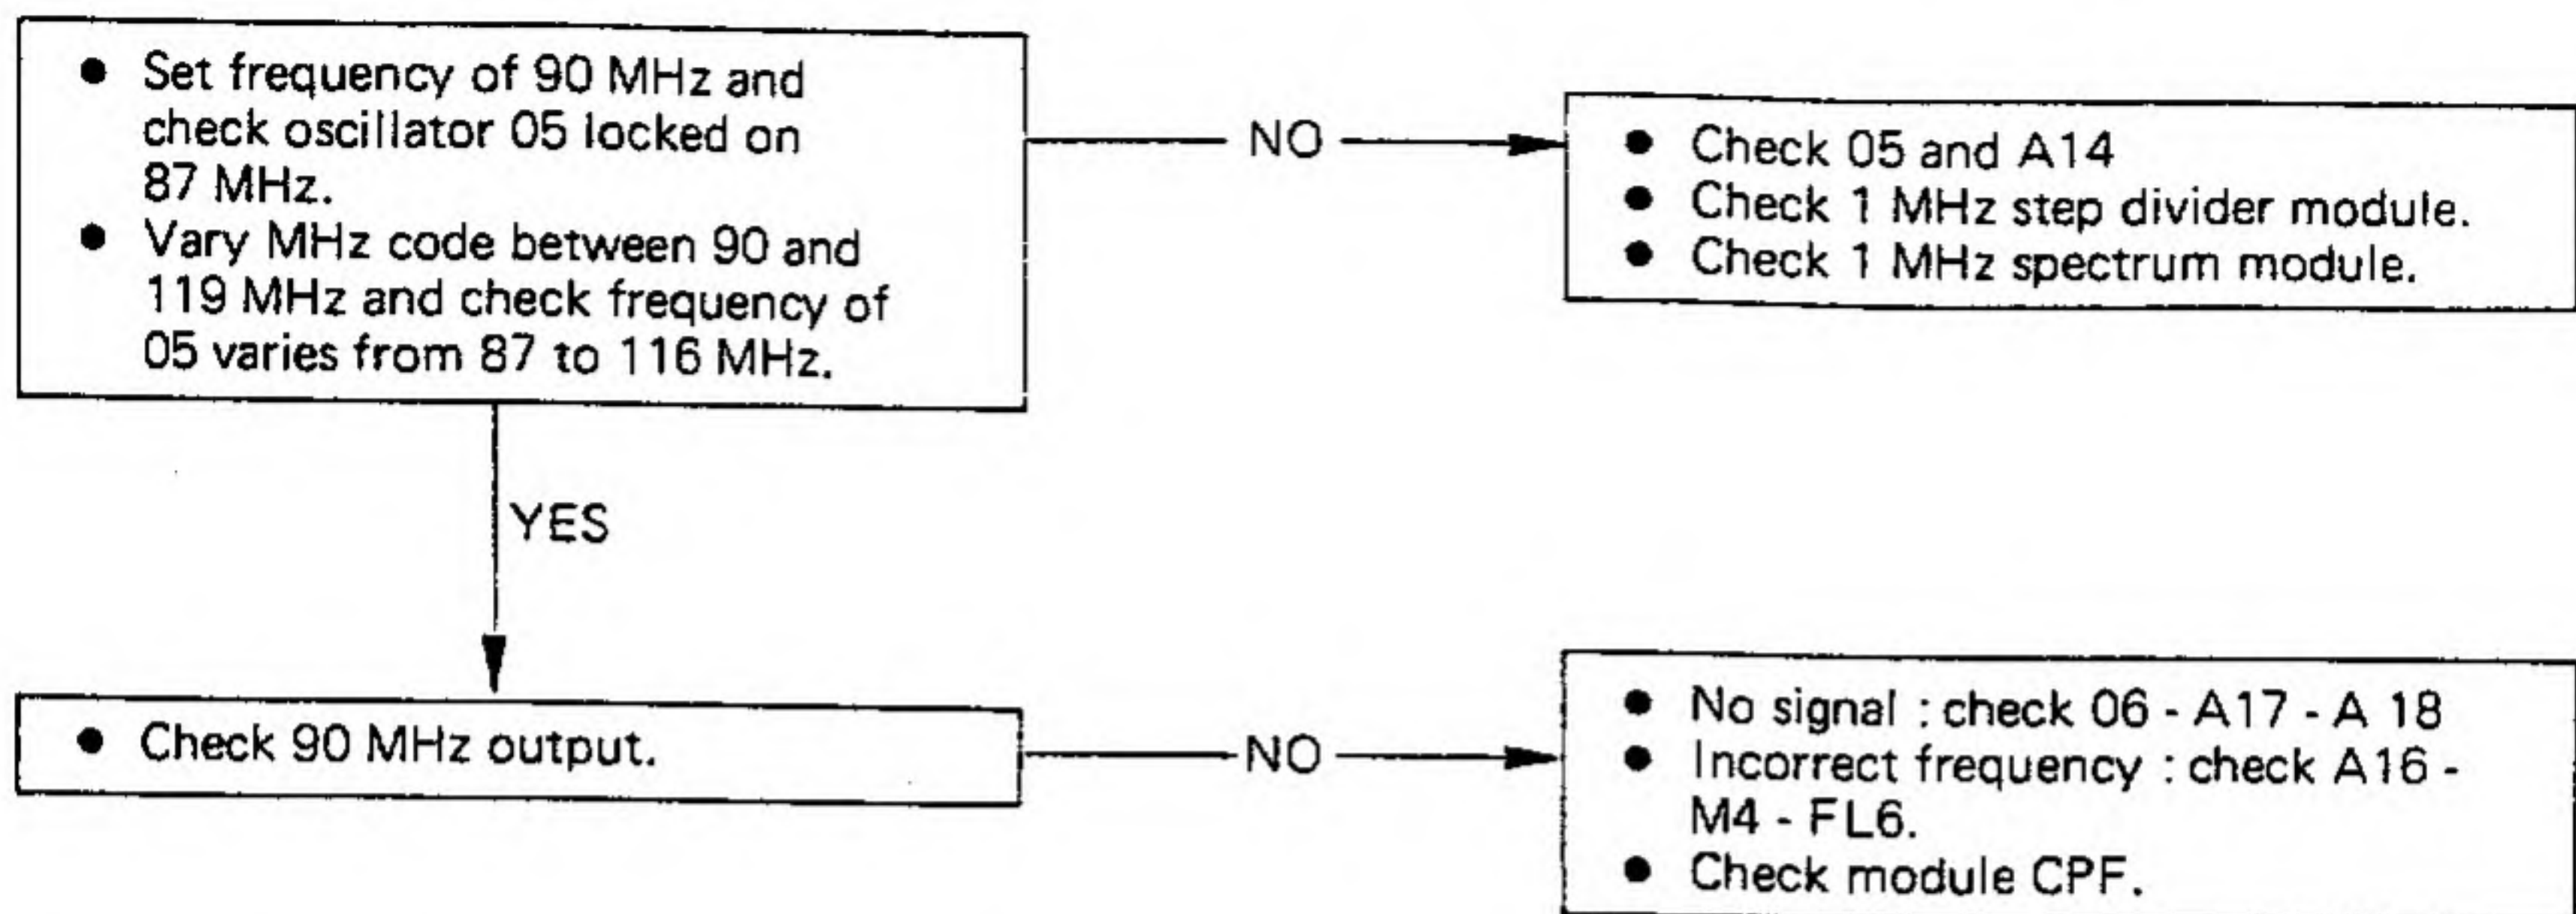 ● Set frequency of 90 MHz and
check oscillator 05 locked on
87 MHz.
● Vary MHz code between 90 and
119 MHz and check frequency of
05 varies from 87 to 116 MHz.
NO
● Check 05 and A14
● Check 1 MHz step divider module.
● Check 1 MHz spectrum module.
YES
● Check 90 MHz output.
NO
● No signal : check 06 - A17 - A 18
● Incorrect frequency : check A16 -
M4 - FL6.
● Check module CPF.